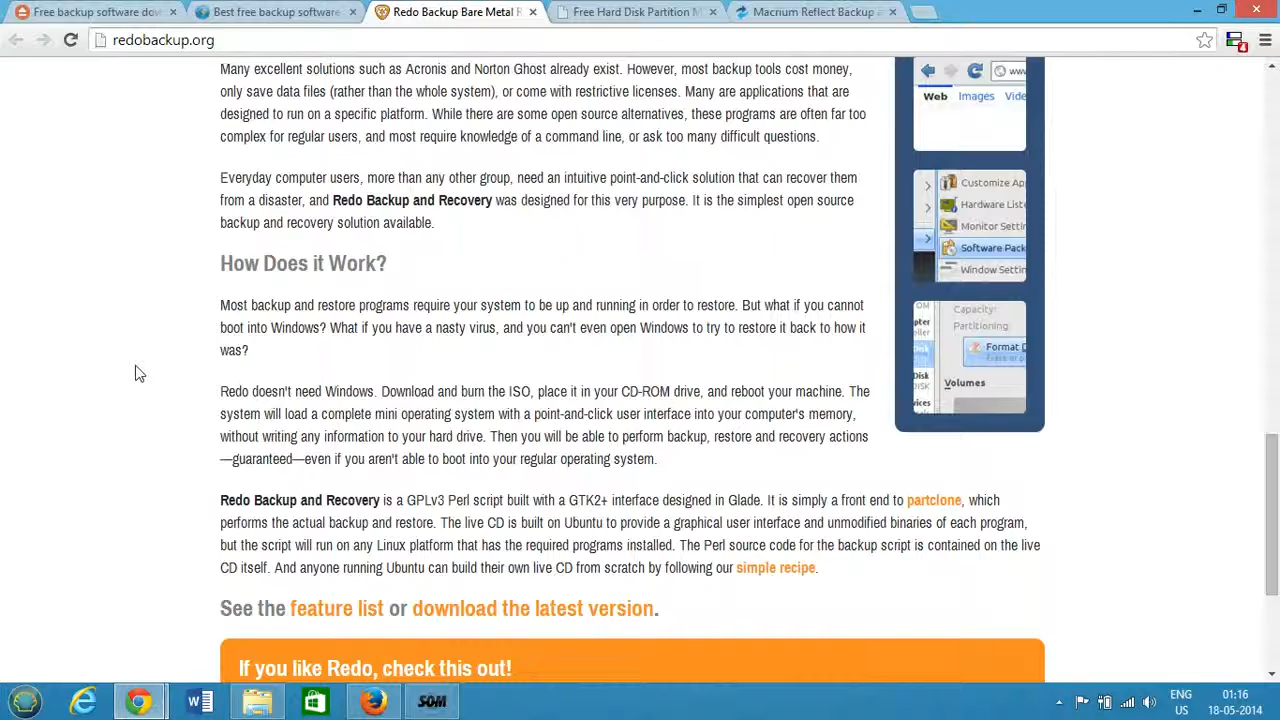 Free backup software dov
Best free backup software
Redo Backup Bare Metal R
Free Hard Disk Partition M
Macrium Reflect Backup a
redobackup.org
4
Many excellent solutions such as Acronis and Norton Ghost already exist. However, most backup tools cost money,
only save data files (rather than the whole system), or come with restrictive licenses. Many are applications that are
designed to run on a specific platform. While there are some open source alternatives, these programs are often far too
complex for regular users, and most require knowledge of a command line, or ask too many difficult questions.
Everyday computer users, more than any other group, need an intuitive point-and-click solution that can recover them
from a disaster, and Redo Backup and Recovery was designed for this very purpose. It is the simplest open source
backup and recovery solution available.
How Does it Work?
Most backup and restore programs require your system to be up and running in order to restore. But what if you cannot
boot into Windows? What if you have a nasty virus, and you can't even open Windows to try to restore it back to how it
was?
Redo doesn't need Windows. Download and burn the ISO, place it in your CD-ROM drive, and reboot your machine. The
system will load a complete mini operating system with a point-and-click user interface into your computer's memory,
without writing any information to your hard drive. Then you will be able to perform backup, restore and recovery actions
—guaranteed—even if you aren't able to boot into your regular operating system.
Redo Backup and Recovery is a GPLv3 Perl script built with a GTK2+ interface designed in Glade. It is simply a front end to partclone, which
performs the actual backup and restore. The live CD is built on Ubuntu to provide a graphical user interface and unmodified binaries of each program,
but the script will run on any Linux platform that has the required programs installed. The Perl source code for the backup script is contained on the live
CD itself. And anyone running Ubuntu can build their own live CD from scratch by following our simple recipe.
See the feature list or download the latest version.
If you like Redo, check this out!
www
Web Images Vide
Customize Ap
Hardware Liste
Monitor Settin
Software Pack
Window Settin
Capacity:
Partitioning:
Format D
Disk
Volumes
SOM
ENG
US
01:16
18-05-2014